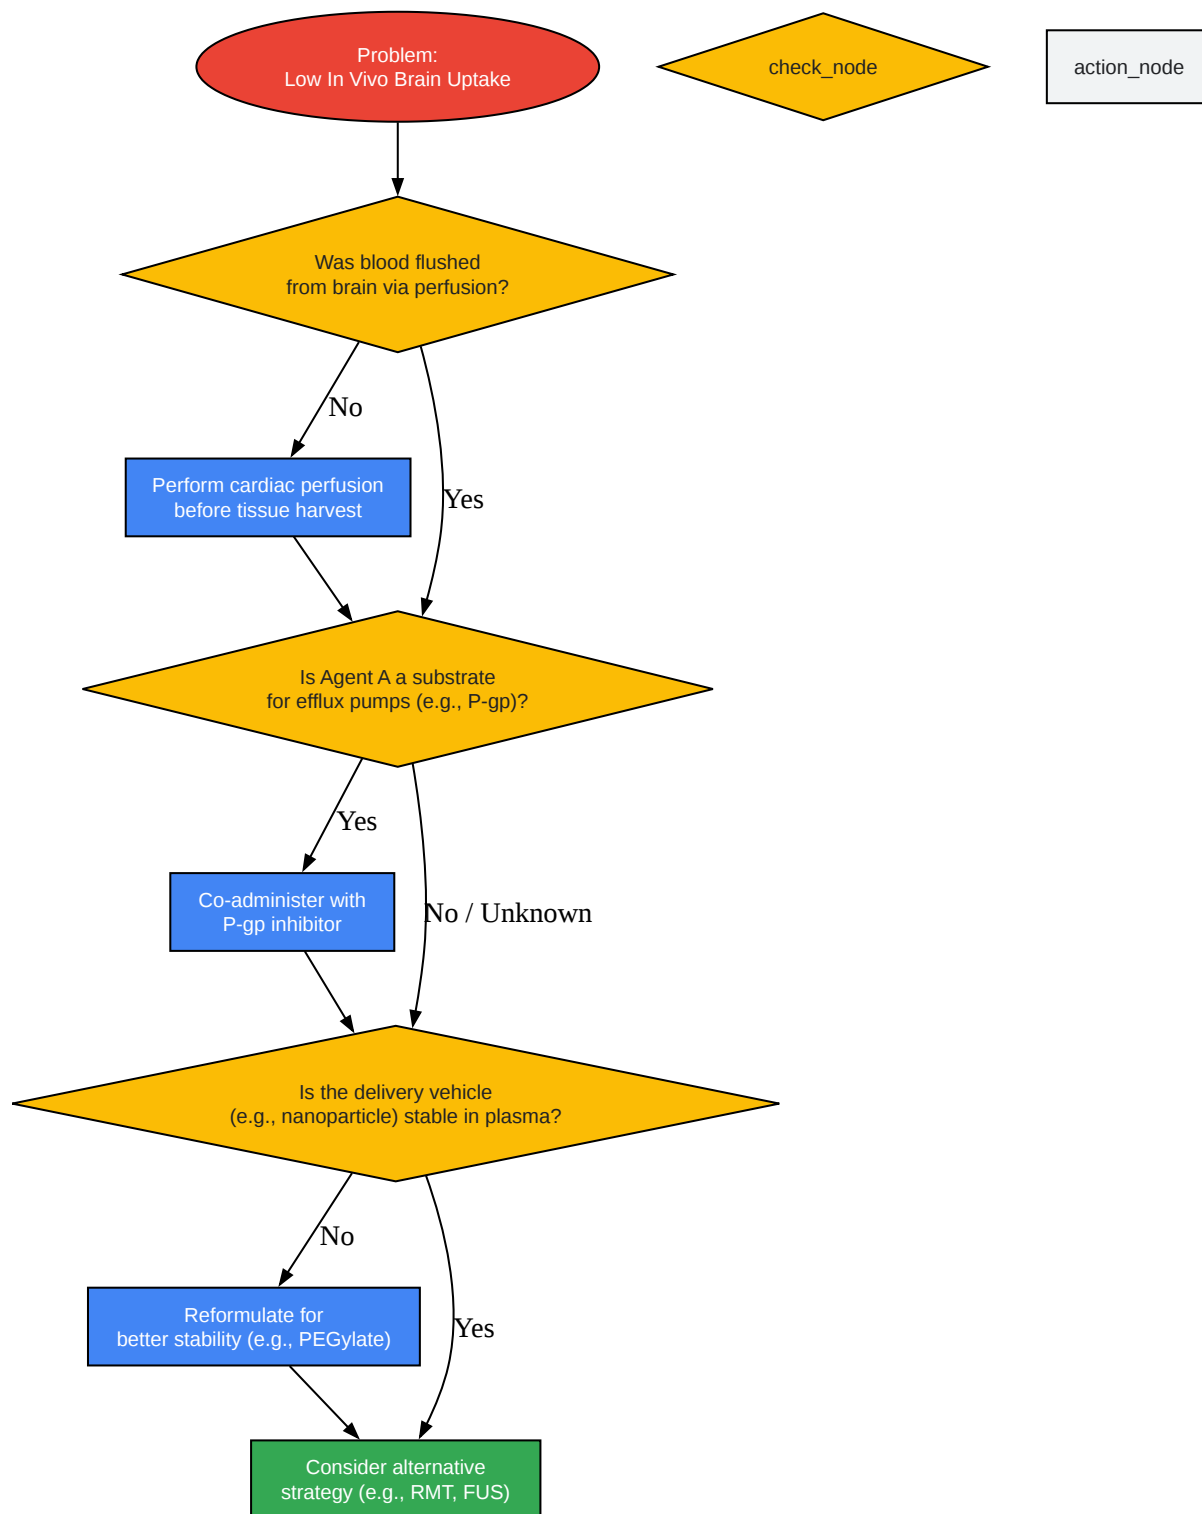 Problem:
Low In Vivo Brain Uptake
check_node
action_node
Was blood flushed
from brain via perfusion?
No
Perform cardiac perfusion
before tissue harvest
Yes
Is Agent A a substrate
for efflux pumps (e.g., P-gp)?
Yes
Co-administer with
P-gp inhibitor
No / Unknown
Is the delivery vehicle
(e.g., nanoparticle) stable in plasma?
No
Reformulate for
better stability (e.g., PEGylate)
Yes
Consider alternative
strategy (e.g., RMT, FUS)